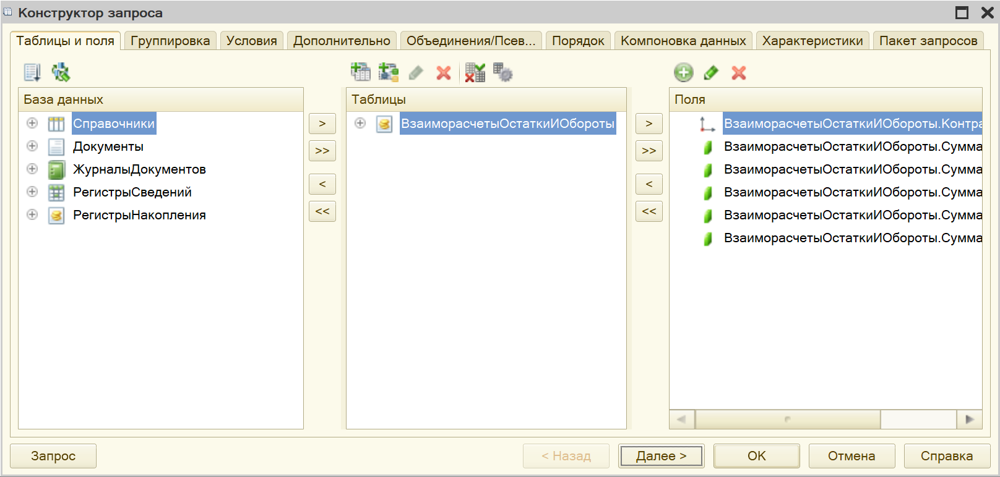 Конструктор запроса
Таблицы и поля Группировка Условия Дополнительно Объединения/Псев... Порядок Компоновка данных Характеристики Пакет запросов
База данных
Справочники
Документы
ЖурналыДокументов
РегистрыСведений
РегистрыНакопления
>
>>
<
<<
Таблицы
ВзаиморасчетыОстаткиИОбороты
>
>>
<
<<
Поля
ВзаиморасчетыОстаткиИОбороты.Контра
ВзаиморасчетыОстаткиИОбороты.Сумма
ВзаиморасчетыОстаткиИОбороты.Сумма
ВзаиморасчетыОстаткиИОбороты.Сумма
ВзаиморасчетыОстаткиИОбороты.Сумма
ВзаиморасчетыОстаткиИОбороты.Сумма
Запрос < Назад Далее > ОК Отмена Справка